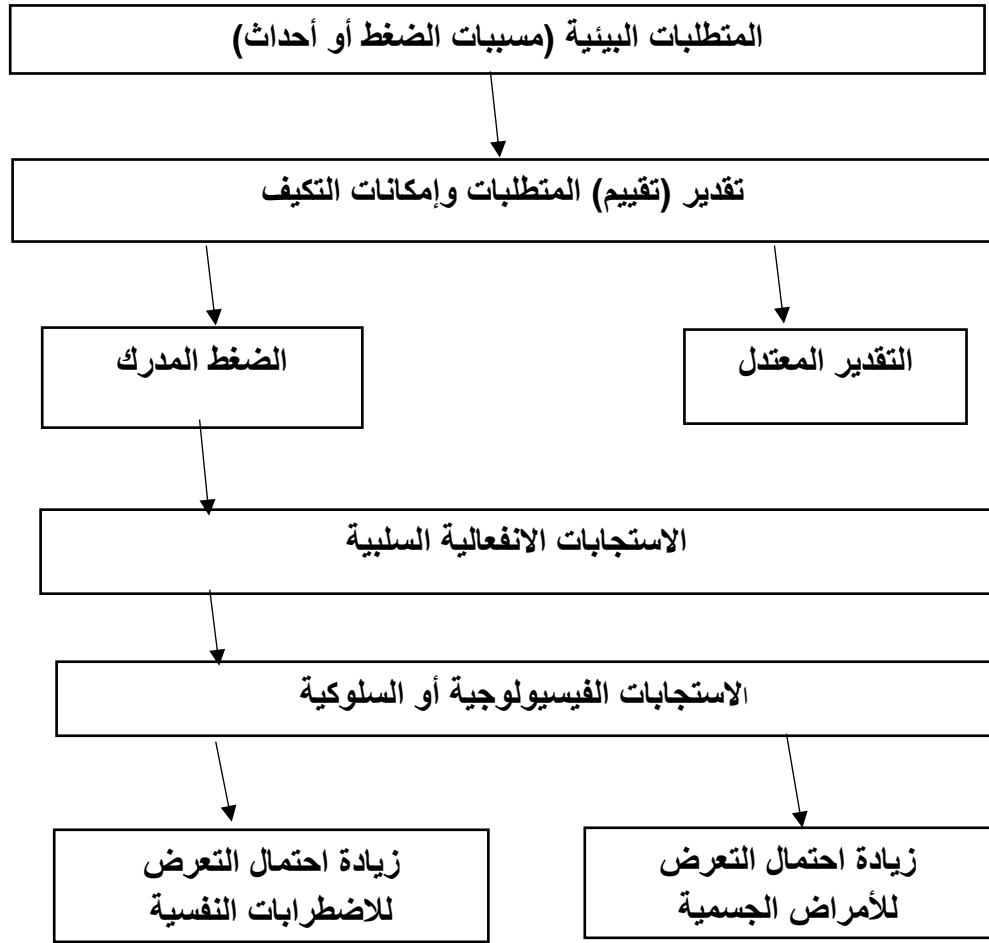 المتطلبات البيئية (مسببات الضغط أو أحداث)
تقدير (تقييم) المتطلبات وإمكانات التكيف
التقدير المعتدل
الضغط المدرك
الاستجابات الانفعالية السلبية
الاستجابات الفيسيولوجية أو السلوكية
زيادة احتمال التعرض
للأمراض الجسمية
زيادة احتمال التعرض
للاضطرابات النفسية